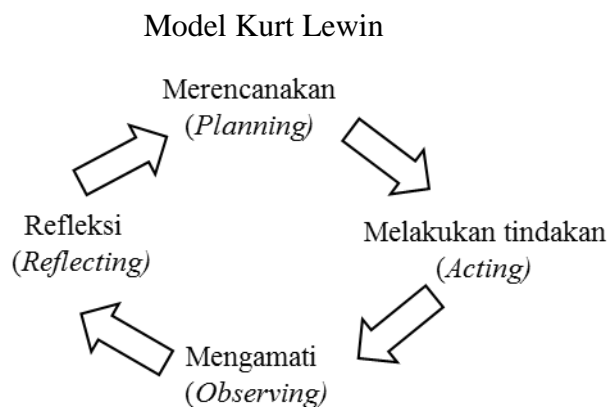 Model Kurt Lewin
Merencanakan
(Planning)
Melakukan tindakan
(Acting)
Mengamati
(Observing)
Refleksi
(Reflecting)